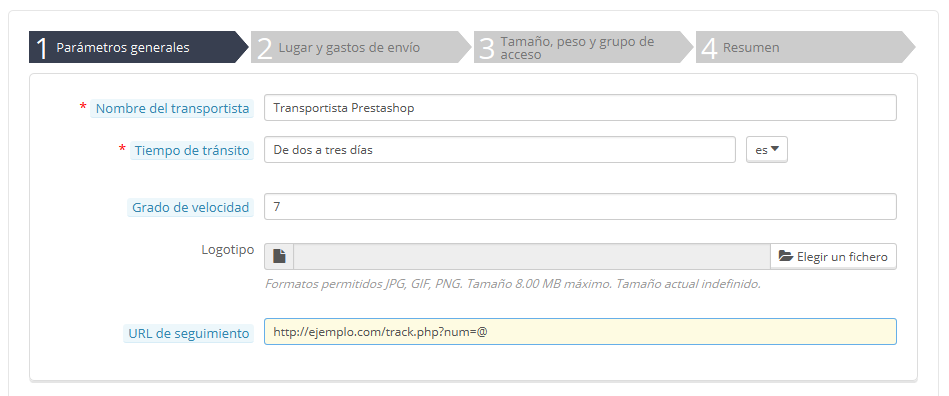 1 Parámetros generales
2 Lugar y gastos de envío
3 Tamaño, peso y grupo de
acceso
4 Resumen
* Nombre del transportista
Transportista Prestashop
* Tiempo de tránsito
De dos a tres días
es
Grado de velocidad
7
Logotipo
Elegir un fichero
Formatos permitidos JPG, GIF, PNG. Tamaño 8.00 MB máximo. Tamaño actual indefinido.
URL de seguimiento
http://ejemplo.com/track.php?num=@